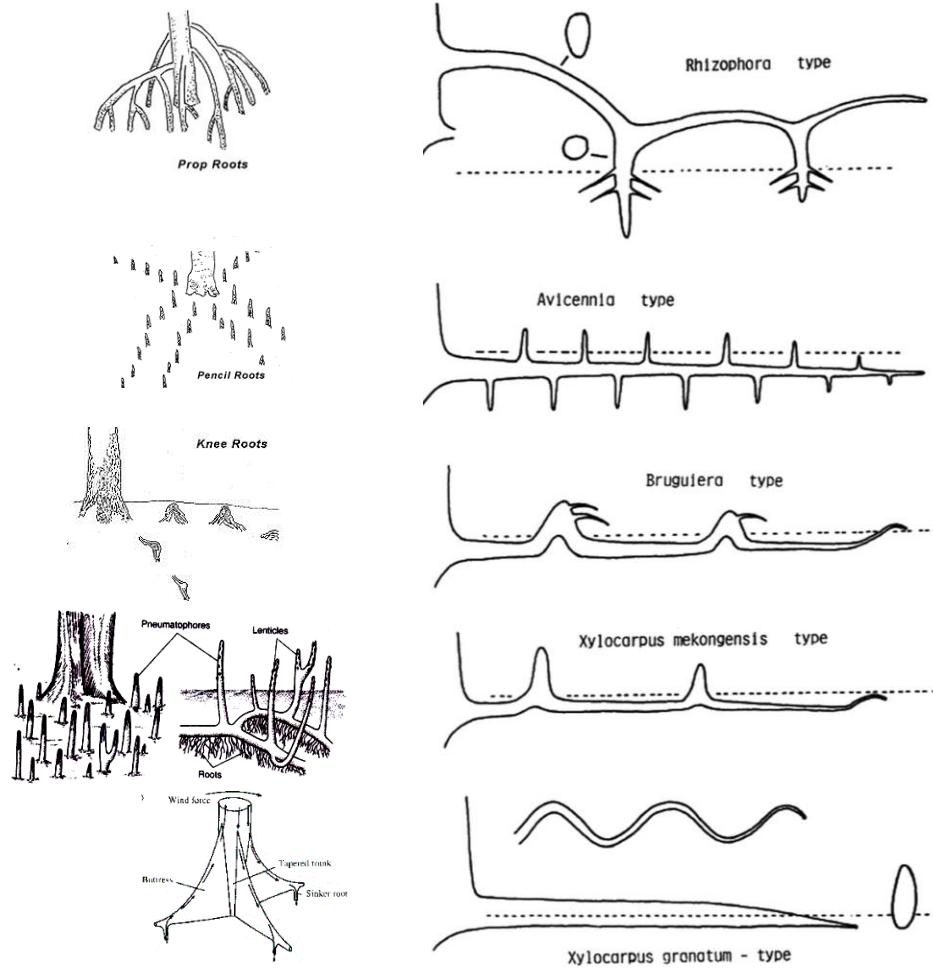 Prop Roots
Rhizophora type
Pencil Roots
Avicennia type
Knee Roots
Bruguiera type
Pneumatophores
Lenticles
Roots
Xylocarpus mekongensis type
Wind force
Buttress
Tapered trunk
Sinker root
Xylocarpus granatum - type